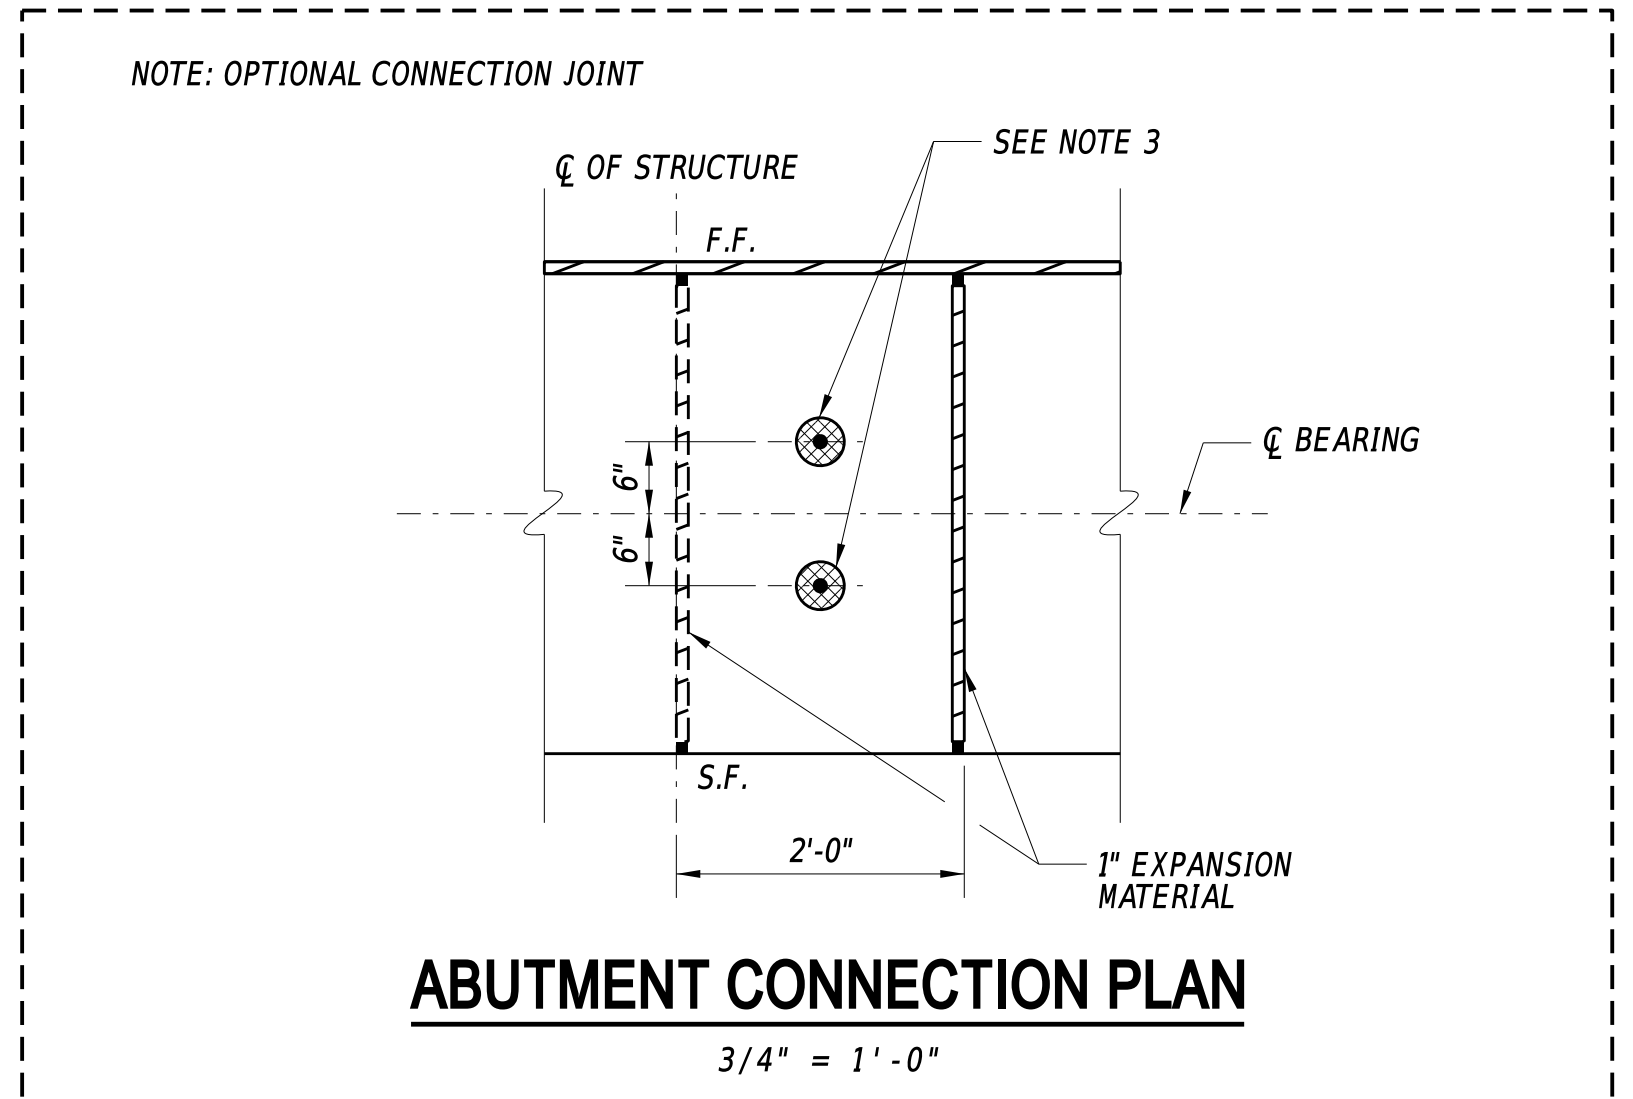 NOTE: OPTIONAL CONNECTION JOINT
SEE NOTE 3
℄ OF STRUCTURE
F.F.
℄ BEARING
6"
6"
S.F.
2'-0"
1" EXPANSION
MATERIAL
ABUTMENT CONNECTION PLAN
3/4" = 1'-0"